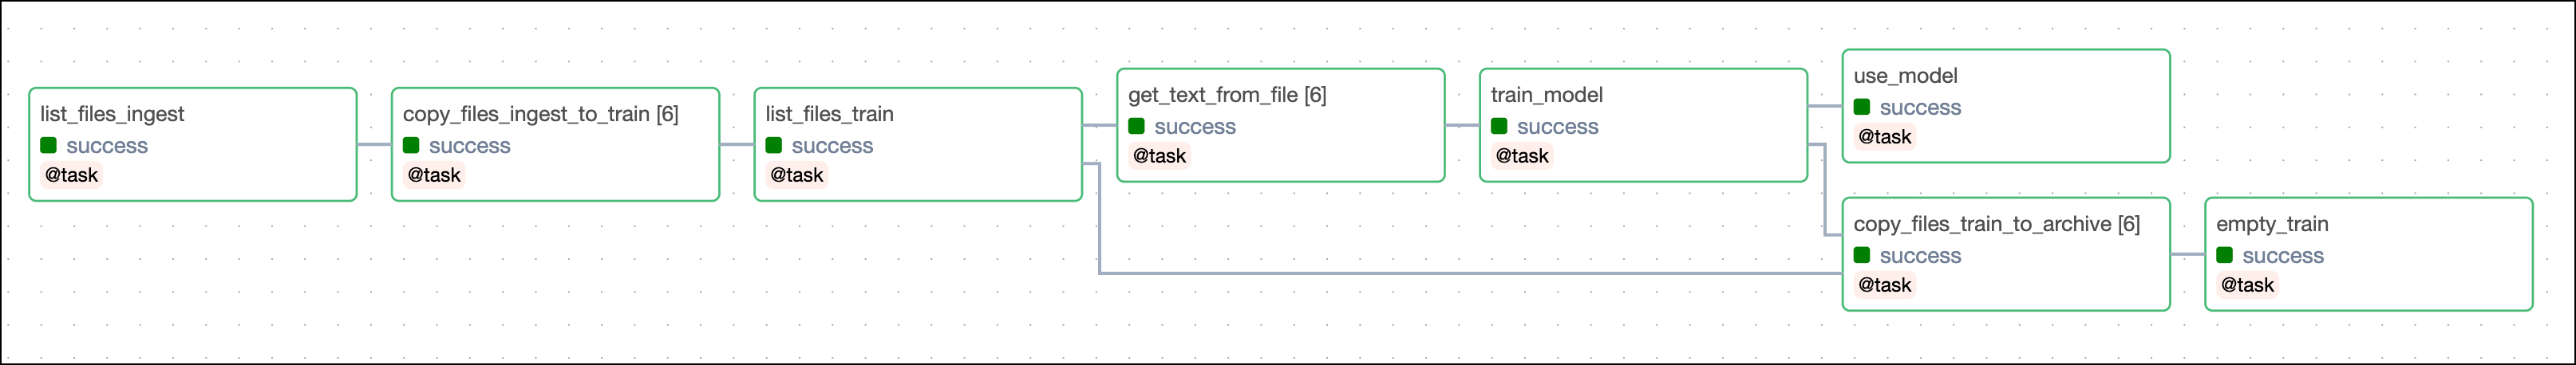 list_files_ingest
success
@task
copy_files_ingest_to_train [6]
success
@task
list_files_train
success
@task
get_text_from_file [6]
success
@task
train_model
success
@task
use_model
success
@task
copy_files_train_to_archive [6]
success
@task
empty_train
success
@task